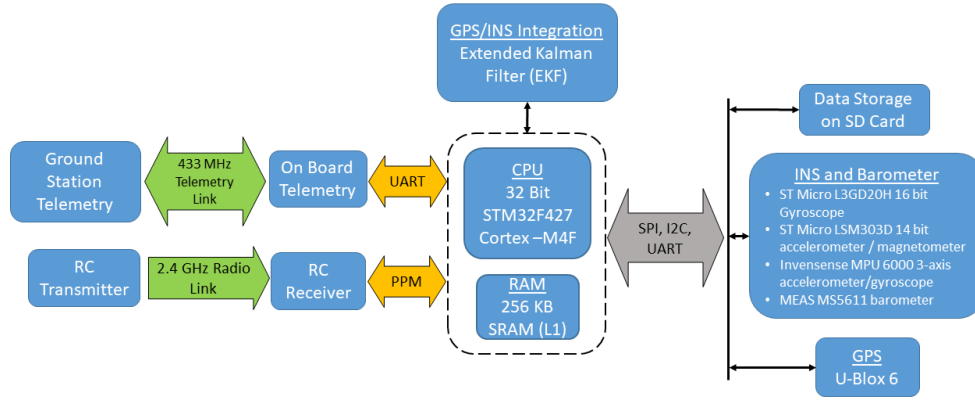 GPS/INS Integration
Extended Kalman
Filter (EKF)
Data Storage
on SD Card
Ground
Station
Telemetry
433 MHz
Telemetry
Link
On Board
Telemetry
UART
CPU
32 Bit
STM32F427
Cortex –M4F
SPI, I2C,
UART
INS and Barometer
• ST Micro L3GD20H 16 bit
Gyroscope
• ST Micro LSM303D 14 bit
accelerometer / magnetometer
• Invensense MPU 6000 3-axis
accelerometer/gyroscope
• MEAS MS5611 barometer
RC
Transmitter
2.4 GHz Radio
Link
RC
Receiver
PPM
RAM
256 KB
SRAM (L1)
GPS
U-Blox 6